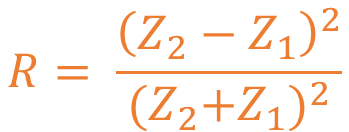 R = (Z₂ − Z₁)² / (Z₂+Z₁)²